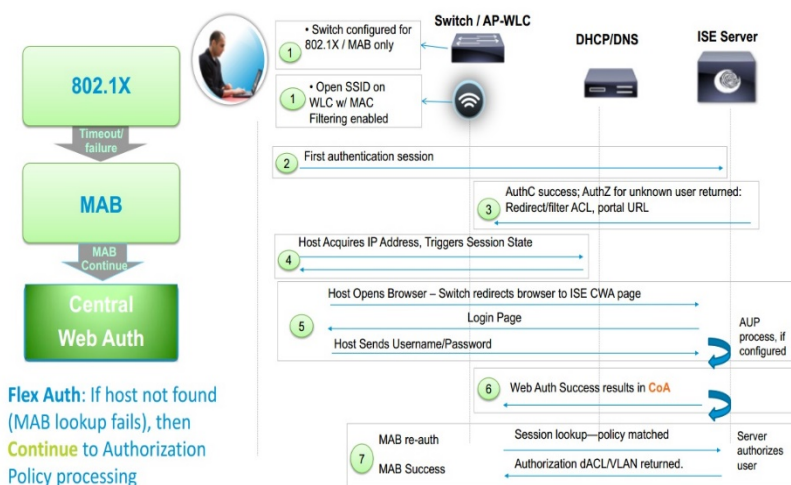 802.1X
Timeout/
failure
MAB
MAB
Continue
Central
Web Auth
Flex Auth: If host not found
(MAB lookup fails), then
Continue to Authorization
Policy processing
Switch / AP-WLC
DHCP/DNS
ISE Server
1
• Switch configured for
802.1X / MAB only
1
• Open SSID on
WLC w/ MAC
Filtering enabled
2
First authentication session
3
AuthC success; AuthZ for unknown user returned:
Redirect/filter ACL, portal URL
4
Host Acquires IP Address, Triggers Session State
5
Host Opens Browser – Switch redirects browser to ISE CWA page
Login Page
Host Sends Username/Password
AUP
process, if
configured
6
Web Auth Success results in CoA
7
MAB re-auth
MAB Success
Session lookup—policy matched
Authorization dACL/VLAN returned.
Server
authorizes
user